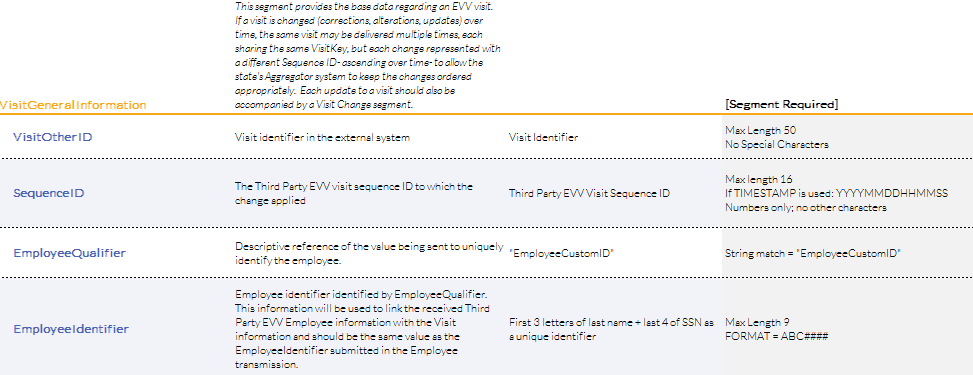 This segment provides the base data regarding an EVV visit.
If a visit is changed (corrections, alterations, updates) over
time, the same visit may be delivered multiple times, each
sharing the same VisitKey, but each change represented with
a different Sequence ID- ascending over time- to allow the
state's Aggregator system to keep the changes ordered
appropriately. Each update to a visit should also be
accompanied by a Visit Change segment.
VisitGeneralInformation
[Segment Required]
VisitOtherID
Visit identifier in the external system
Visit Identifier
Max Length 50
No Special Characters
SequenceID
The Third Party EVV visit sequence ID to which the
change applied
Third Party EVV Visit Sequence ID
Max length 16
If TIMESTAMP is used: YYYYMMDDHHMMSS
Numbers only; no other characters
EmployeeQualifier
Descriptive reference of the value being sent to uniquely
identify the employee.
"EmployeeCustomID"
String match = "EmployeeCustomID"
EmployeeIdentifier
Employee identifier identified by EmployeeQualifier.
This information will be used to link the received Third
Party EVV Employee information with the Visit
information and should be the same value as the
EmployeeIdentifier submitted in the Employee
transmission.
First 3 letters of last name + last 4 of SSN as
a unique identifier
Max Length 9
FORMAT = ABC####